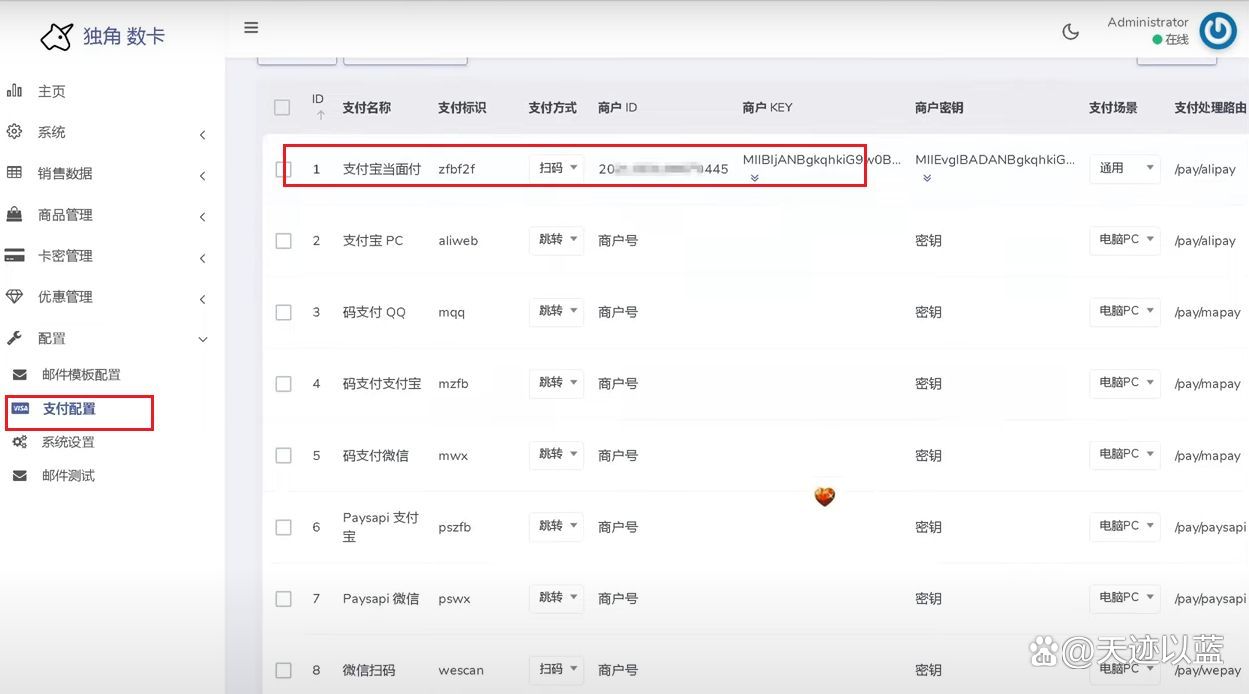 独角 数卡
Administrator
在线
主页
系统
销售数据
商品管理
卡密管理
优惠管理
配置
邮件模板配置
VISA 支付配置
系统设置
邮件测试
ID 支付名称 支付标识 支付方式 商户 ID 商户 KEY 商户密钥 支付场景 支付处理路由
1 支付宝当面付 zfbf2f 扫码 20 445 MIIBIjANBgkqhkiG9w0B... MIIEvgIBADANBgkqhkiG... 通用 /pay/alipay
2 支付宝 PC aliweb 跳转 商户号 密钥 电脑PC /pay/alipay
3 码支付 QQ mqq 跳转 商户号 密钥 电脑PC /pay/mapay
4 码支付支付宝 mzfb 跳转 商户号 密钥 电脑PC /pay/mapay
5 码支付微信 mwx 跳转 商户号 密钥 电脑PC /pay/mapay
6 Paysapi 支付宝 pszfb 跳转 商户号 密钥 电脑PC /pay/paysapi
7 Paysapi 微信 pswx 跳转 商户号 密钥 电脑PC /pay/paysapi
8 微信扫码 wescan 扫码 商户号 密钥 电脑PC /pay/wepay
du @天迹以蓝